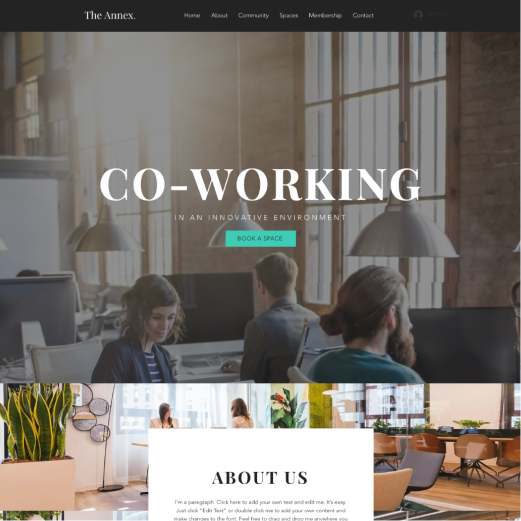 The Annex.
Home About Community Spaces Membership Contact
CO-WORKING
IN AN INNOVATIVE ENVIRONMENT
BOOK A SPACE
ABOUT US
I'm a paragraph. Click here to add your own text and edit me. It's easy.
Just click "Edit Text" or double click me to add your own content and
make changes to the font. Feel free to drag and drop me anywhere you